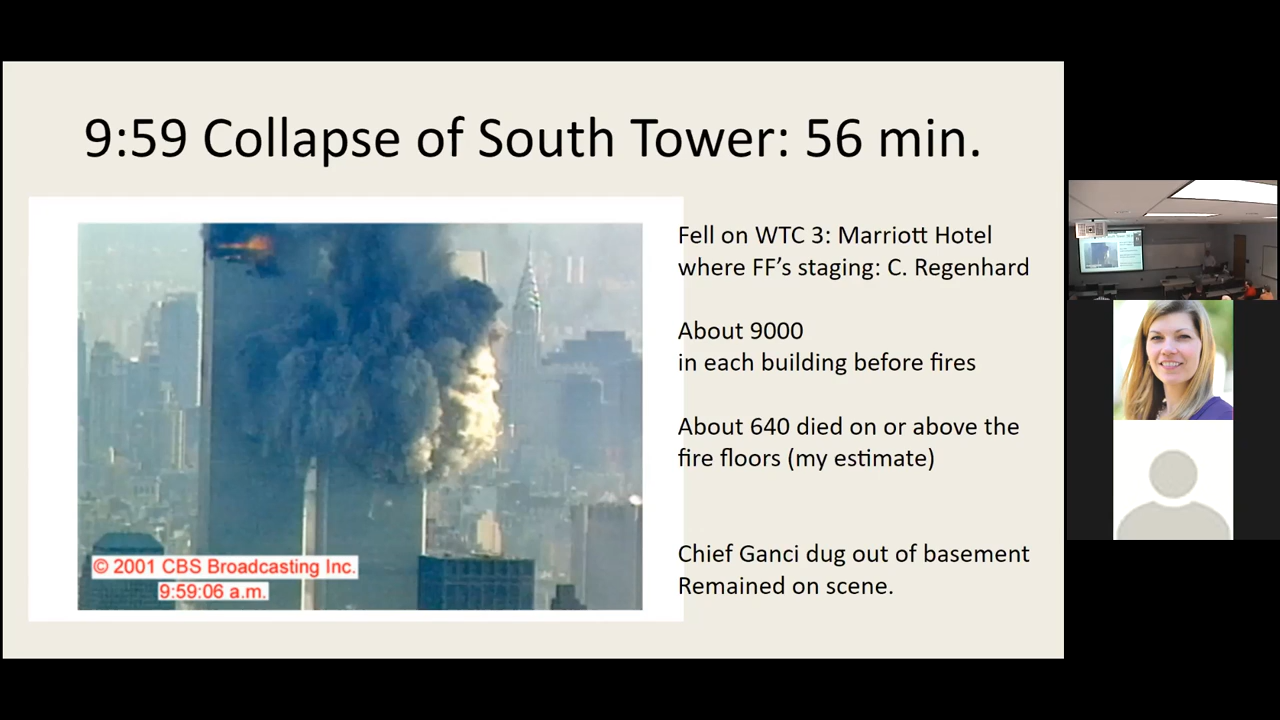 9:59 Collapse of South Tower: 56 min.
Fell on WTC 3: Marriott Hotel
where FF’s staging: C. Regenhard
About 9000
in each building before fires
About 640 died on or above the
fire floors (my estimate)
Chief Ganci dug out of basement
Remained on scene.
© 2001 CBS Broadcasting Inc.
9:59:06 a.m.